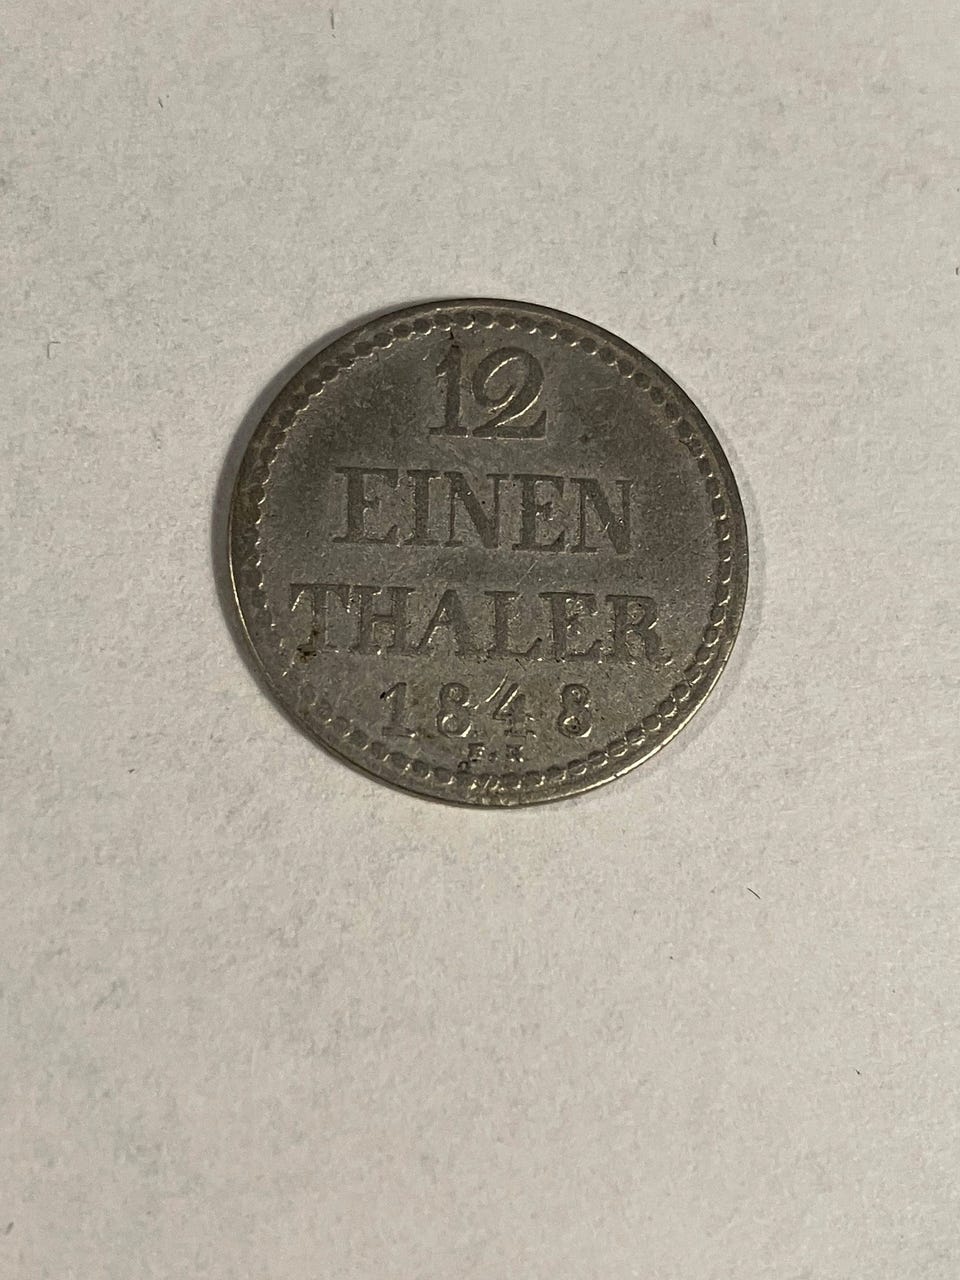 12
EINEN
THALER
1848
F.K